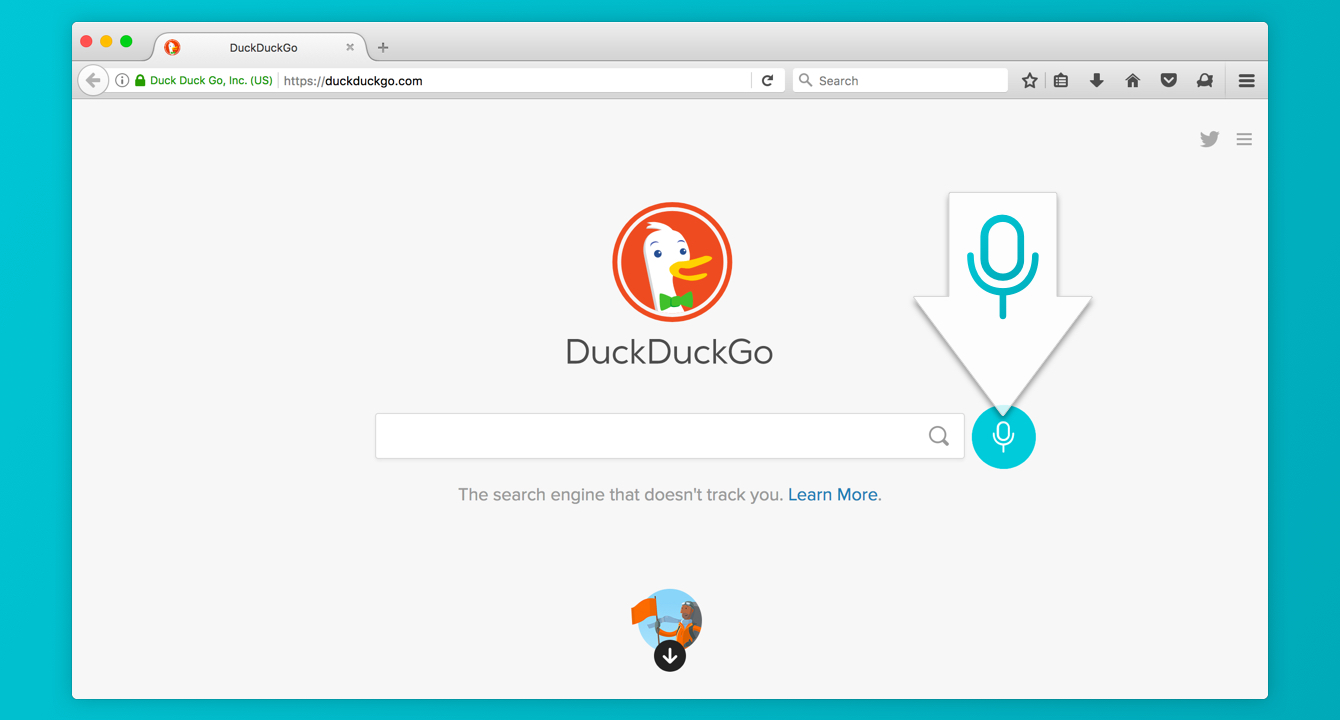 DuckDuckGo
Duck Duck Go, Inc. (US) https://duckduckgo.com Search
DuckDuckGo
The search engine that doesn't track you. Learn More.